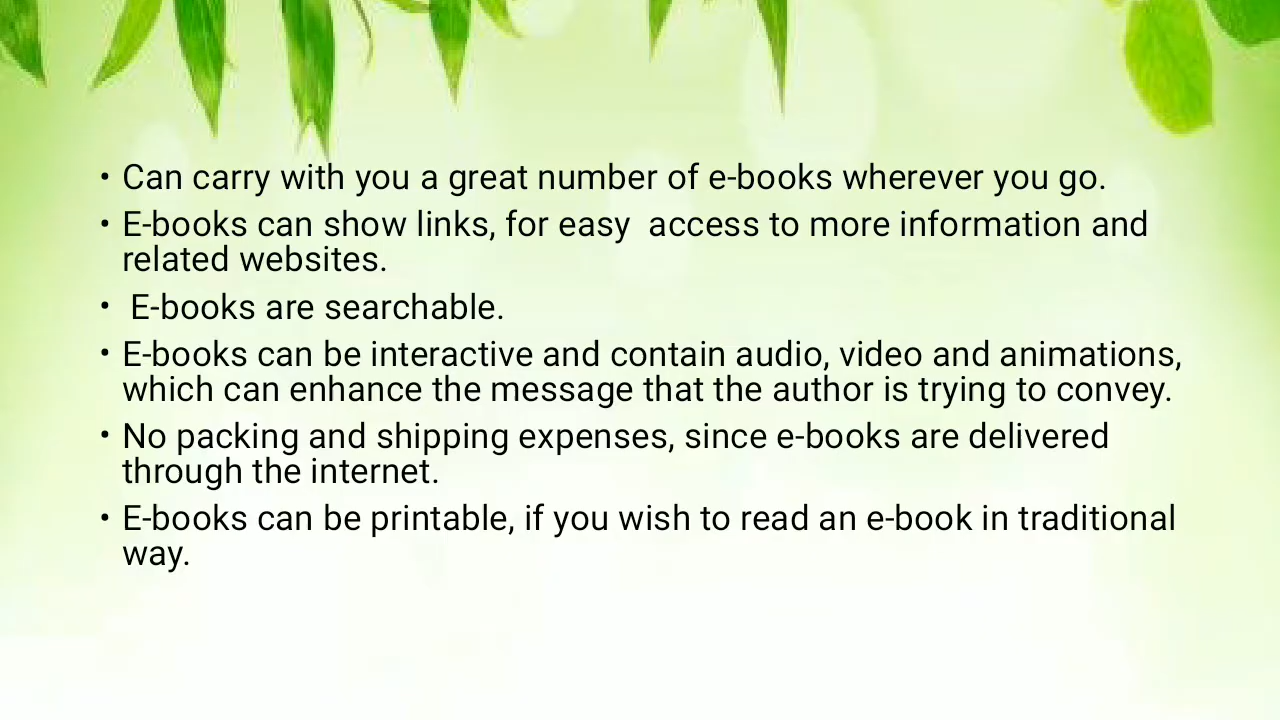 • Can carry with you a great number of e-books wherever you go.
• E-books can show links, for easy  access to more information and
related websites.
•  E-books are searchable.
• E-books can be interactive and contain audio, video and animations,
which can enhance the message that the author is trying to convey.
• No packing and shipping expenses, since e-books are delivered
through the internet.
• E-books can be printable, if you wish to read an e-book in traditional
way.